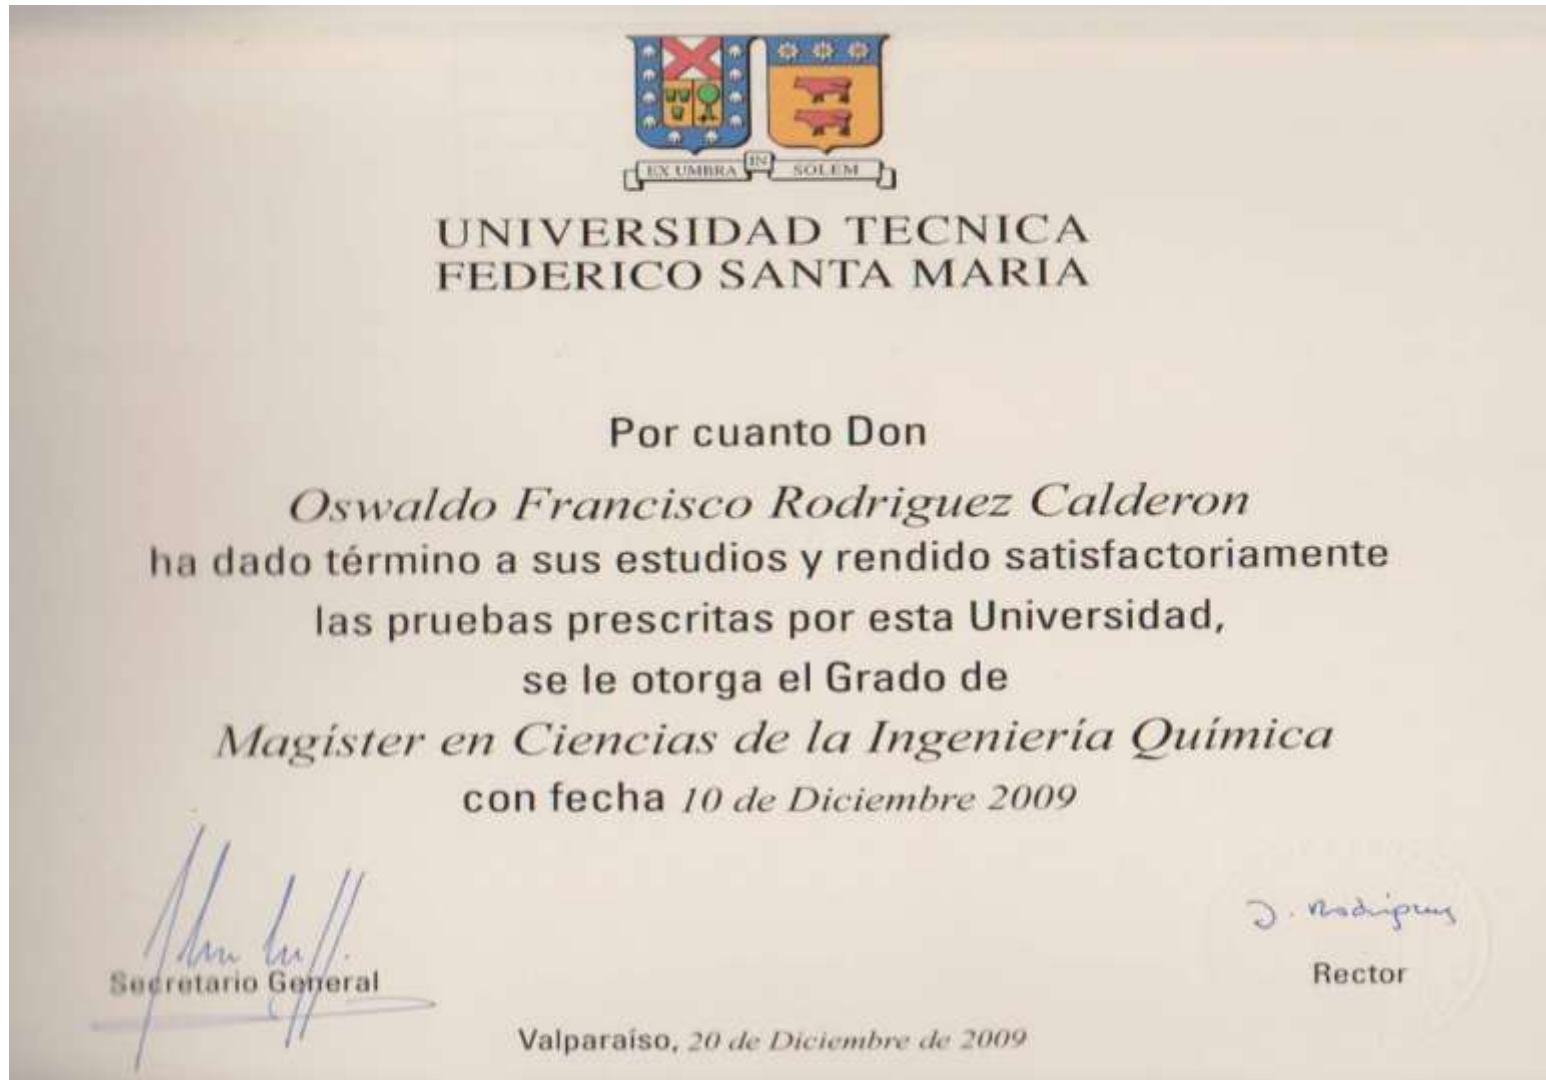 EX UMBRA IN SOLEM
UNIVERSIDAD TECNICA
FEDERICO SANTA MARIA
Por cuanto Don
Oswaldo Francisco Rodriguez Calderon
ha dado término a sus estudios y rendido satisfactoriamente
las pruebas prescritas por esta Universidad,
se le otorga el Grado de
Magíster en Ciencias de la Ingeniería Química
con fecha 10 de Diciembre 2009
J. Rodriguez
Secretario General
Rector
Valparaíso, 20 de Diciembre de 2009